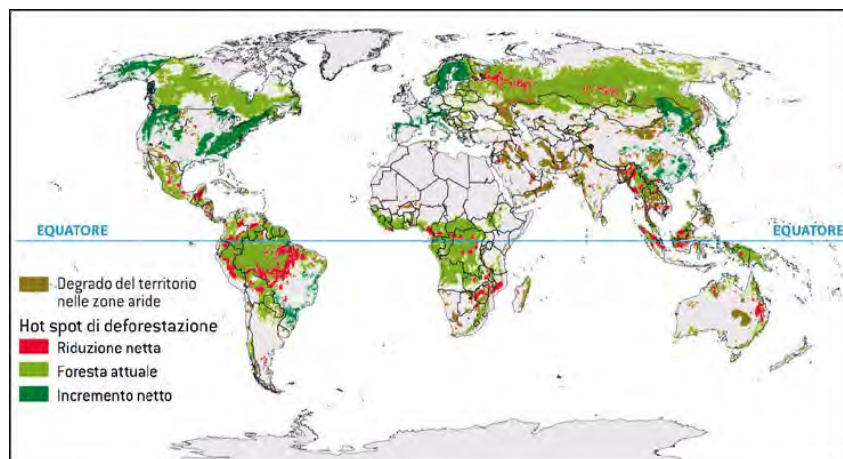 EQUATORE
EQUATORE
Degrado del territorio
nelle zone aride
Hot spot di deforestazione
Riduzione netta
Foresta attuale
Incremento netto